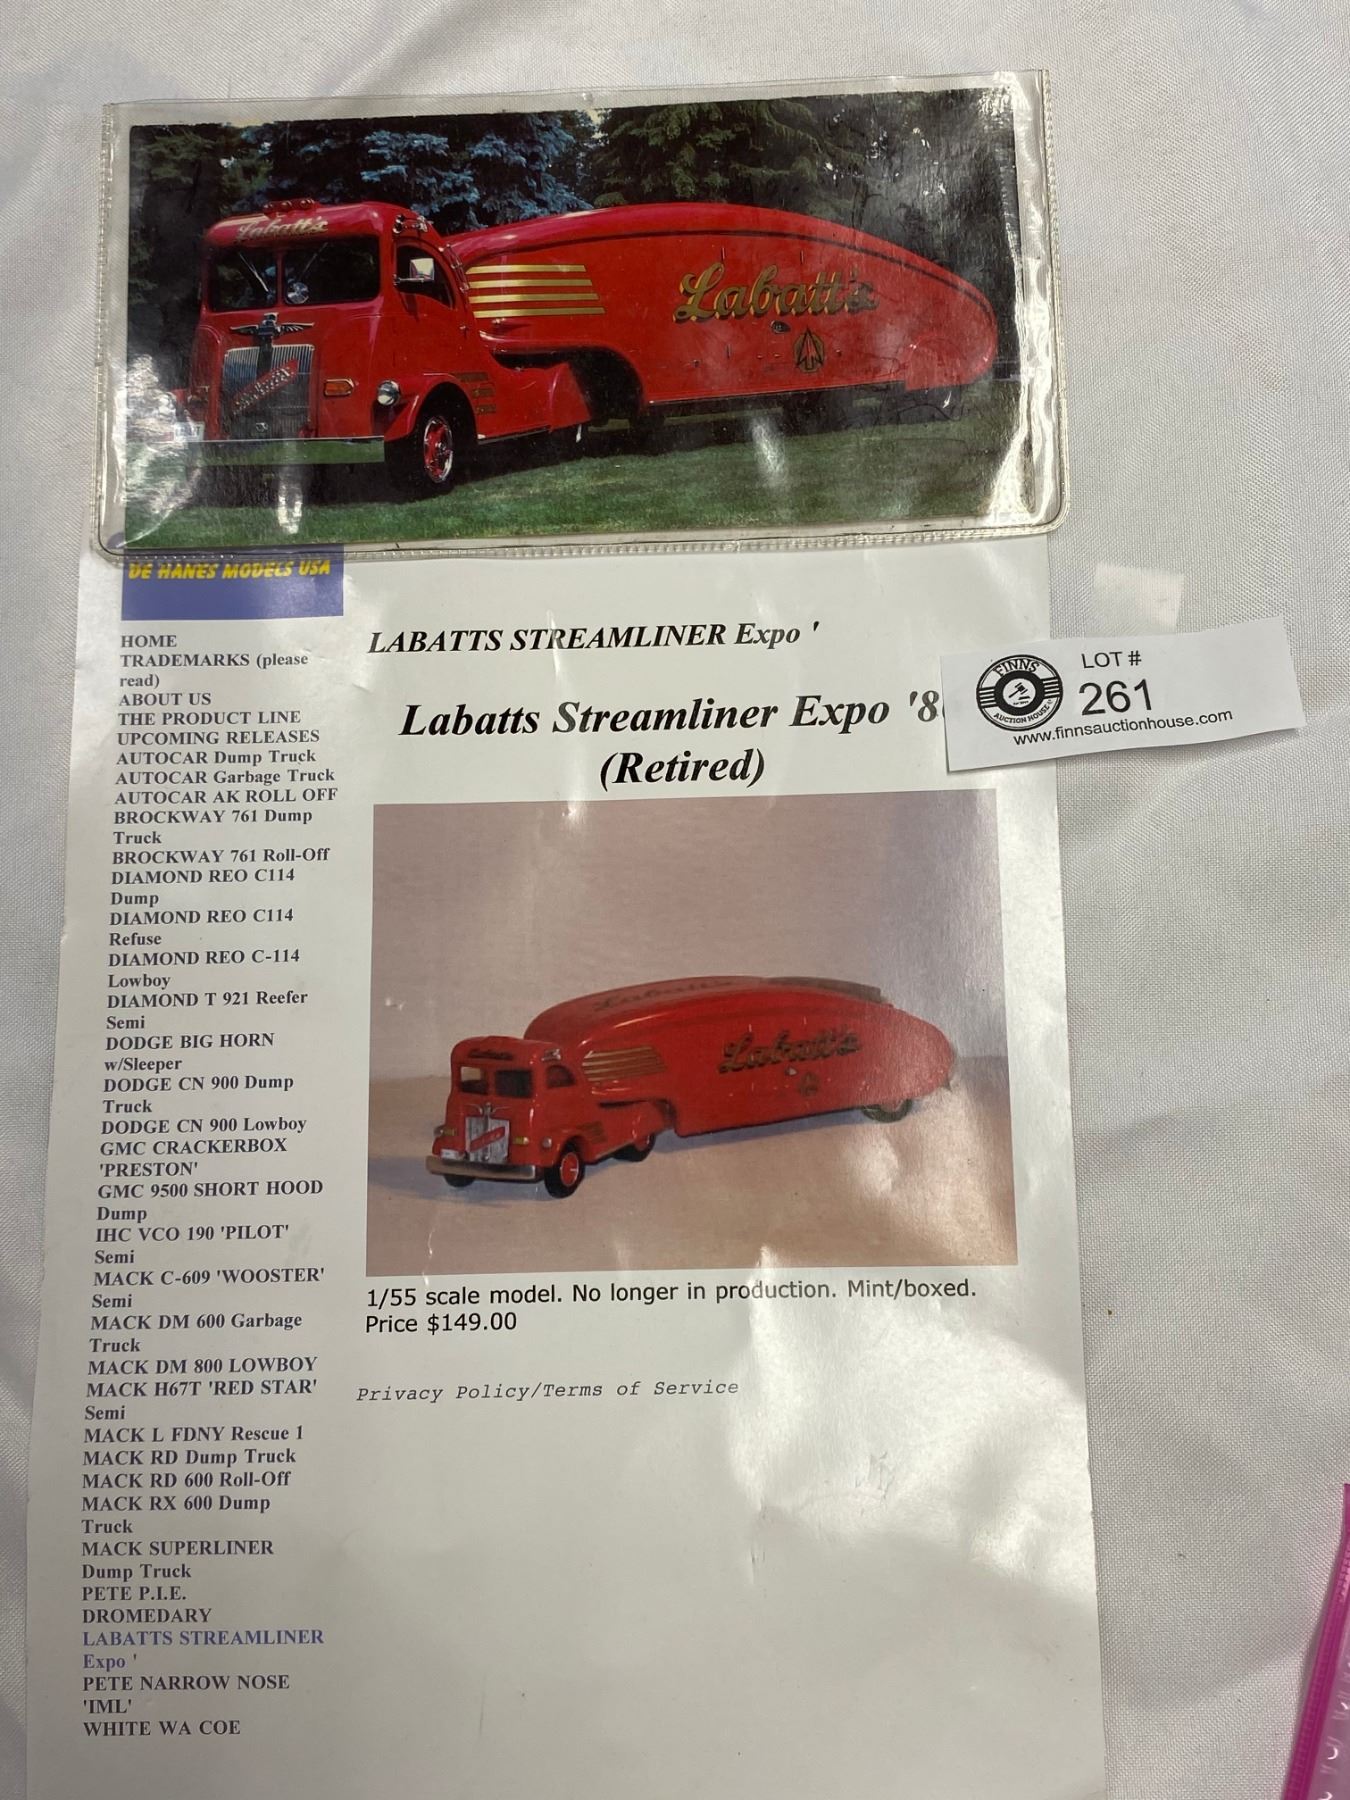 Labatt's
Labatt's
DE HANES MODELS USA
HOME
TRADEMARKS (please
read)
ABOUT US
THE PRODUCT LINE
UPCOMING RELEASES
AUTOCAR Dump Truck
AUTOCAR Garbage Truck
AUTOCAR AK ROLL OFF
BROCKWAY 761 Dump
Truck
BROCKWAY 761 Roll-Off
DIAMOND REO C114
Dump
DIAMOND REO C114
Refuse
DIAMOND REO C-114
Lowboy
DIAMOND T 921 Reefer
Semi
DODGE BIG HORN
w/Sleeper
DODGE CN 900 Dump
Truck
DODGE CN 900 Lowboy
GMC CRACKERBOX
'PRESTON'
GMC 9500 SHORT HOOD
Dump
IHC VCO 190 'PILOT'
Semi
MACK C-609 'WOOSTER'
Semi
MACK DM 600 Garbage
Truck
MACK DM 800 LOWBOY
MACK H67T 'RED STAR'
Semi
MACK L FDNY Rescue 1
MACK RD Dump Truck
MACK RD 600 Roll-Off
MACK RX 600 Dump
Truck
MACK SUPERLINER
Dump Truck
PETE P.I.E.
DROMEDARY
LABATTS STREAMLINER
Expo '
PETE NARROW NOSE
'IML'
WHITE WA COE
LABATTS STREAMLINER Expo '
Labatts Streamliner Expo '8
(Retired)
Labatt's
Labatt's
Labatt's
1/55 scale model. No longer in production. Mint/boxed.
Price $149.00
Privacy Policy/Terms of Service
FINNS
AUCTION HOUSE
LOT #
261
www.finnsauctionhouse.com